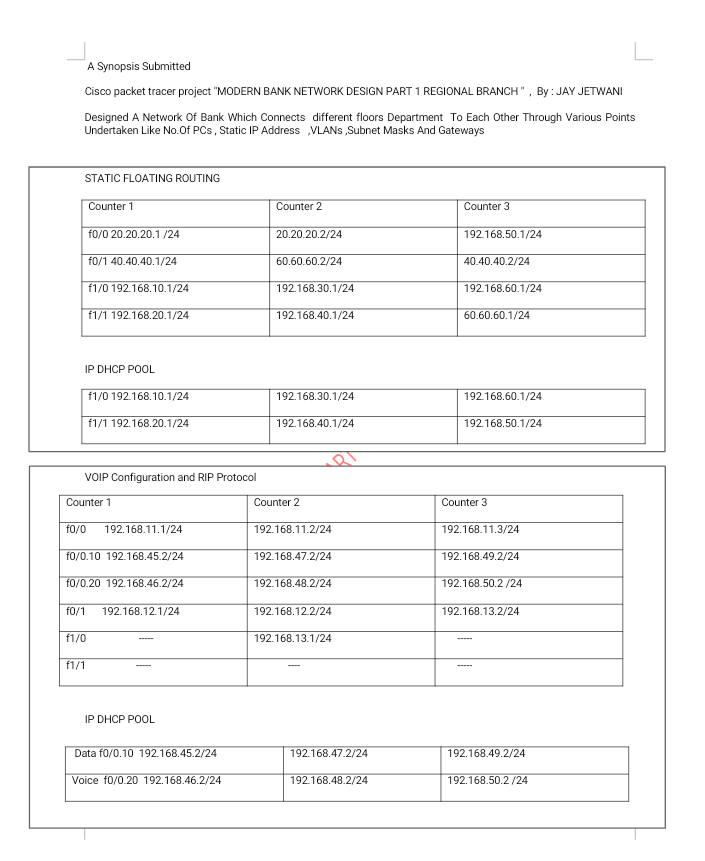 A Synopsis Submitted
Cisco packet tracer project "MODERN BANK NETWORK DESIGN PART 1 REGIONAL BRANCH " , By : JAY JETWANI
Designed A Network Of Bank Which Connects different floors Department To Each Other Through Various Points
Undertaken Like No.Of PCs , Static IP Address ,VLANs ,Subnet Masks And Gateways
STATIC FLOATING ROUTING
Counter 1 Counter 2 Counter 3
f0/0 20.20.20.1 /24 20.20.20.2/24 192.168.50.1/24
f0/1 40.40.40.1/24 60.60.60.2/24 40.40.40.2/24
f1/0 192.168.10.1/24 192.168.30.1/24 192.168.60.1/24
f1/1 192.168.20.1/24 192.168.40.1/24 60.60.60.1/24
IP DHCP POOL
f1/0 192.168.10.1/24 192.168.30.1/24 192.168.60.1/24
f1/1 192.168.20.1/24 192.168.40.1/24 192.168.50.1/24
VOIP Configuration and RIP Protocol
Counter 1 Counter 2 Counter 3
f0/0 192.168.11.1/24 192.168.11.2/24 192.168.11.3/24
f0/0.10 192.168.45.2/24 192.168.47.2/24 192.168.49.2/24
f0/0.20 192.168.46.2/24 192.168.48.2/24 192.168.50.2 /24
f0/1 192.168.12.1/24 192.168.12.2/24 192.168.13.2/24
f1/0 ----- 192.168.13.1/24 -----
f1/1 ----- ---- -----
IP DHCP POOL
Data f0/0.10 192.168.45.2/24 192.168.47.2/24 192.168.49.2/24
Voice f0/0.20 192.168.46.2/24 192.168.48.2/24 192.168.50.2 /24